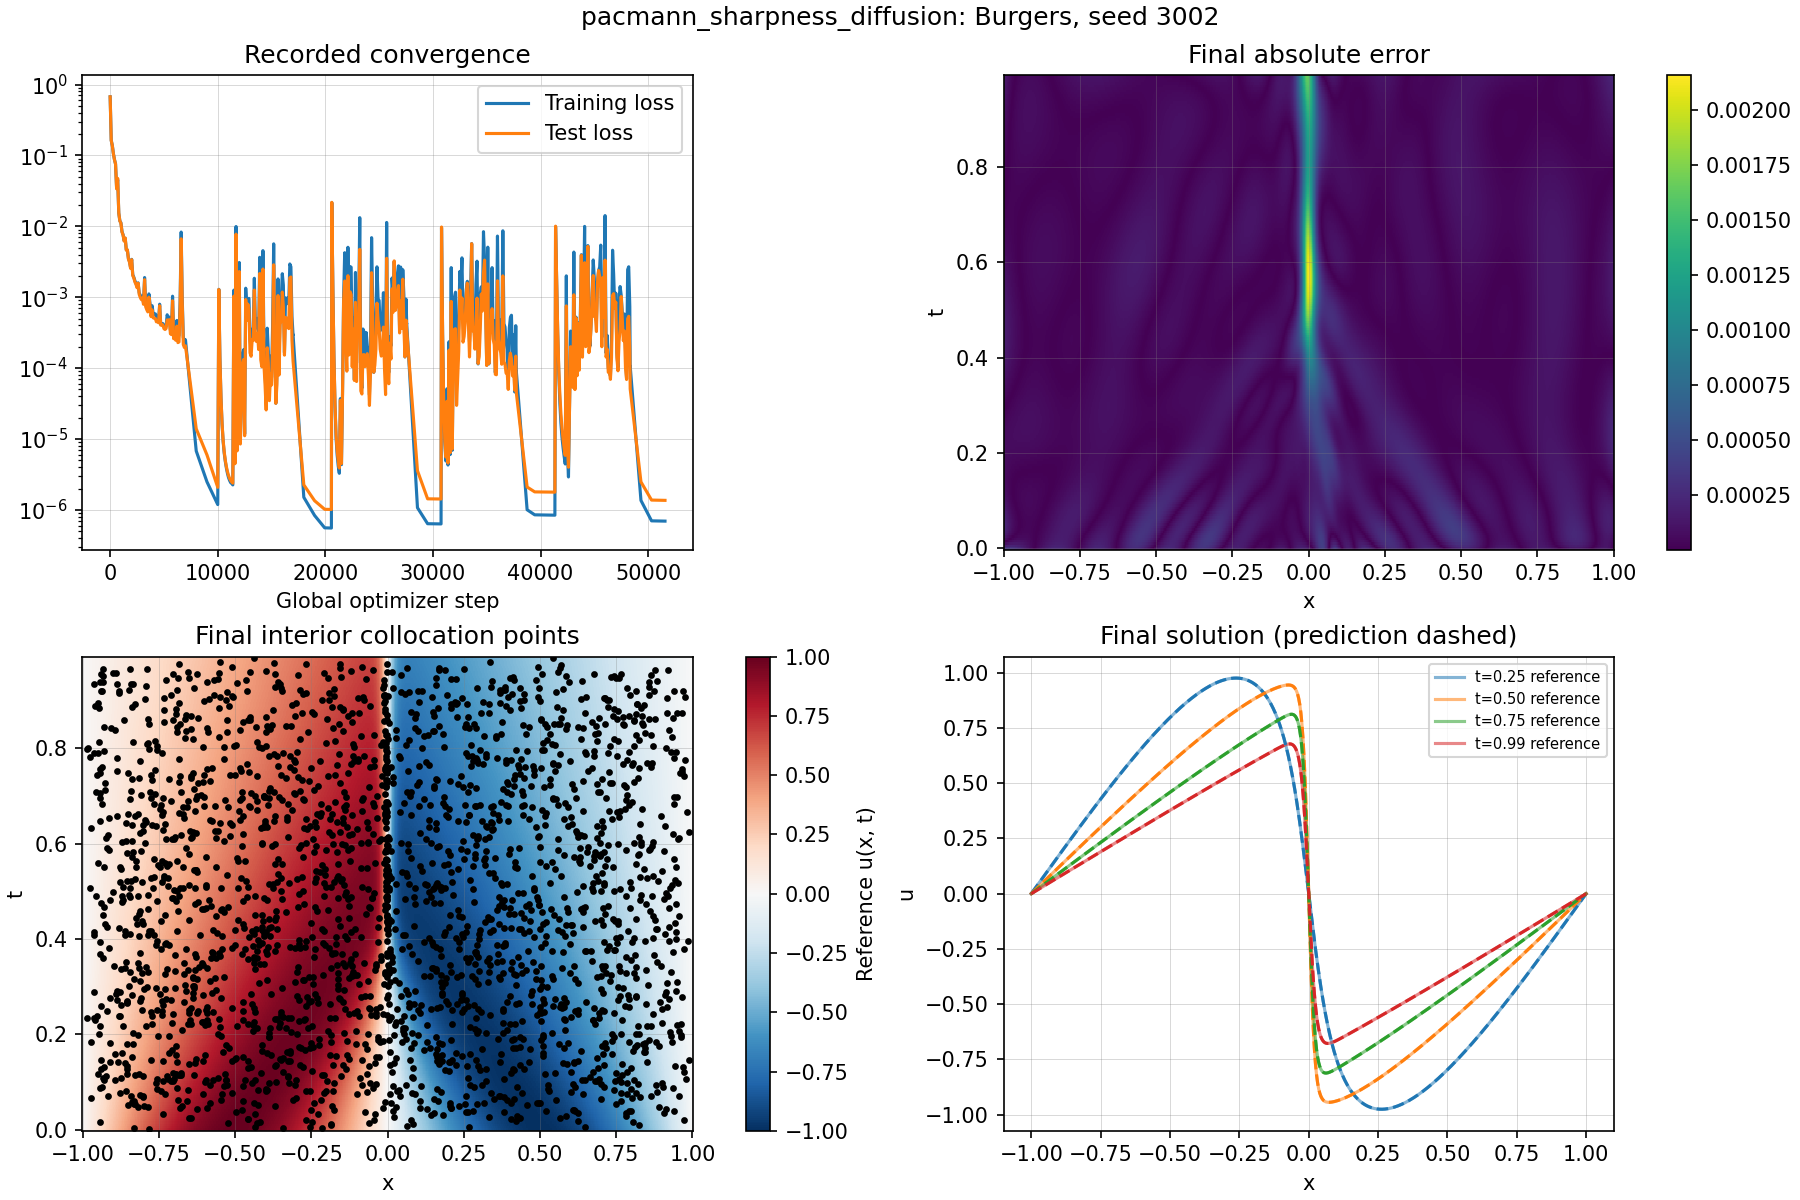 pacmann_sharpness_diffusion: Burgers, seed 3002
Recorded convergence
10^0
10^-1
10^-2
10^-3
10^-4
10^-5
10^-6
Training loss
Test loss
0 10000 20000 30000 40000 50000
Global optimizer step
Final absolute error
t
0.8
0.6
0.4
0.2
0.0
−1.00 −0.75 −0.50 −0.25 0.00 0.25 0.50 0.75 1.00
x
0.00200
0.00175
0.00150
0.00125
0.00100
0.00075
0.00050
0.00025
Final interior collocation points
t
0.8
0.6
0.4
0.2
0.0
−1.00 −0.75 −0.50 −0.25 0.00 0.25 0.50 0.75 1.00
x
1.00
0.75
0.50
0.25
0.00
−0.25
−0.50
−0.75
−1.00
Reference u(x, t)
Final solution (prediction dashed)
u
1.00
0.75
0.50
0.25
0.00
−0.25
−0.50
−0.75
−1.00
t=0.25 reference
t=0.50 reference
t=0.75 reference
t=0.99 reference
−1.00 −0.75 −0.50 −0.25 0.00 0.25 0.50 0.75 1.00
x